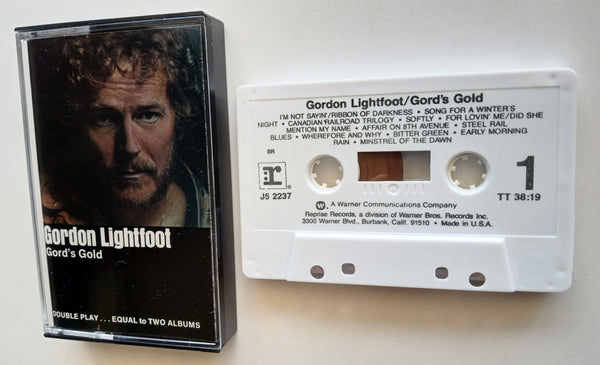 Gordon Lightfoot
Gord's Gold
DOUBLE PLAY . . . EQUAL to TWO ALBUMS
Gordon Lightfoot/Gord's Gold
I'M NOT SAYIN'/RIBBON OF DARKNESS • SONG FOR A WINTER'S
NIGHT • CANADIAN RAILROAD TRILOGY • SOFTLY • FOR LOVIN' ME/DID SHE
MENTION MY NAME • AFFAIR ON 8TH AVENUE • STEEL RAIL
BLUES • WHEREFORE AND WHY • BITTER GREEN • EARLY MORNING
RAIN • MINSTREL OF THE DAWN
SR
r
J5 2237
1
TT 38:19
W A Warner Communications Company
Reprise Records, a division of Warner Bros. Records Inc.
3300 Warner Blvd., Burbank, Calif. 91510 • Made in U.S.A.